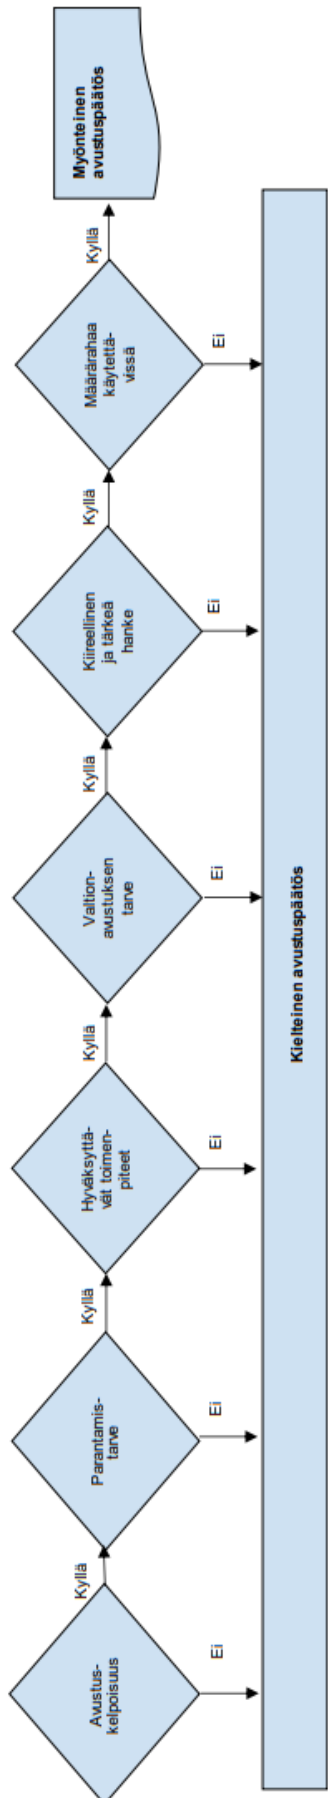 Avustus-
kelpoisuus
Kyllä
Ei
Parantamis-
tarve
Kyllä
Ei
Hyväksyttä-
vät toimen-
piteet
Kyllä
Ei
Valtion-
avustuksen
tarve
Kyllä
Ei
Kiireellinen
ja tärkeä
hanke
Kyllä
Ei
Määrärahaa
käytettä-
vissä
Kyllä
Ei
Myönteinen
avustuspäätös
Kielteinen avustuspäätös